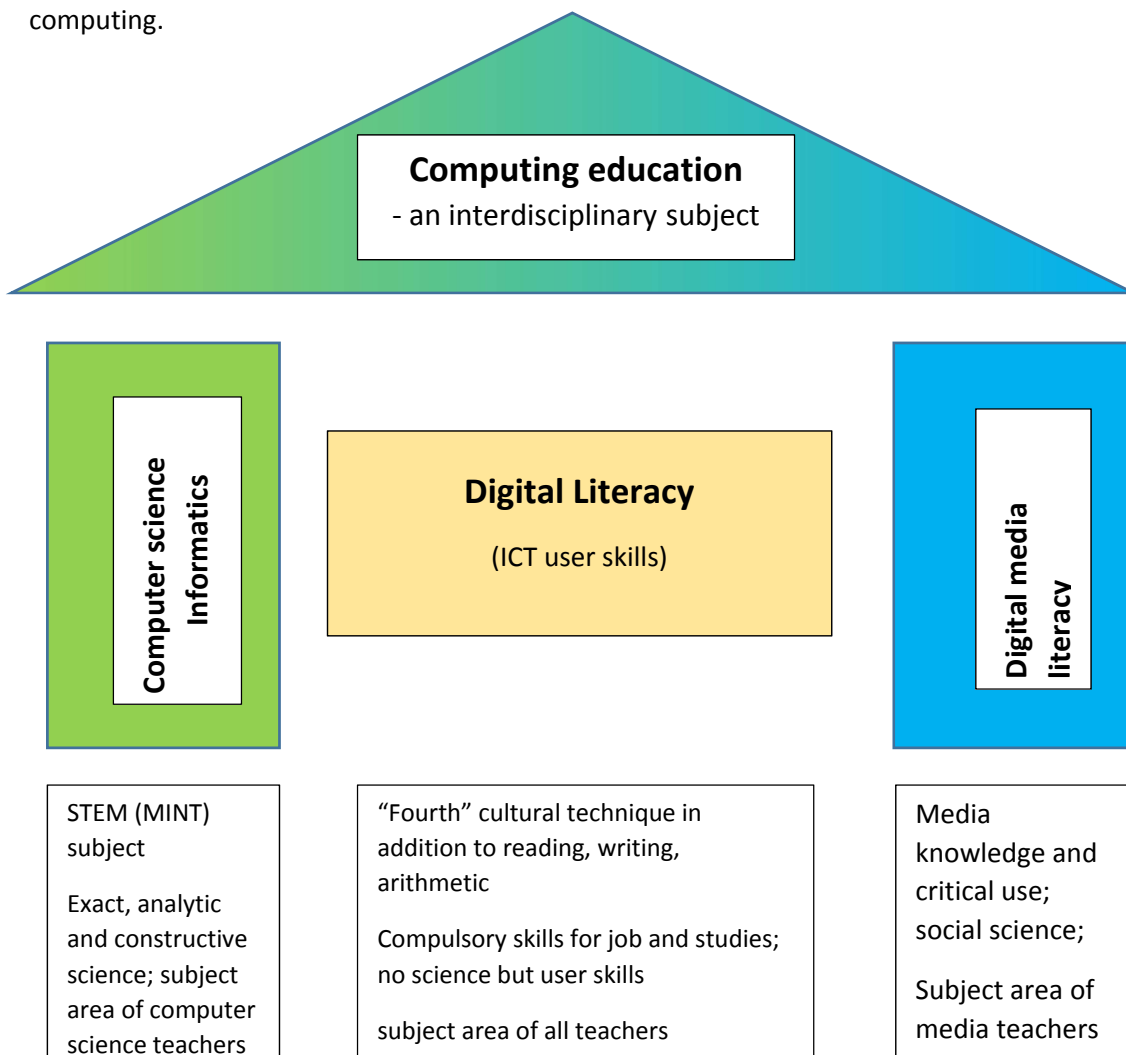 computing.
Computing education
- an interdisciplinary subject
Computer science
Informatics
Digital Literacy
(ICT user skills)
Digital media
literacy
STEM (MINT)
subject
Exact, analytic
and constructive
science; subject
area of computer
science teachers
“Fourth” cultural technique in
addition to reading, writing,
arithmetic
Compulsory skills for job and studies;
no science but user skills
subject area of all teachers
Media
knowledge and
critical use;
social science;
Subject area of
media teachers